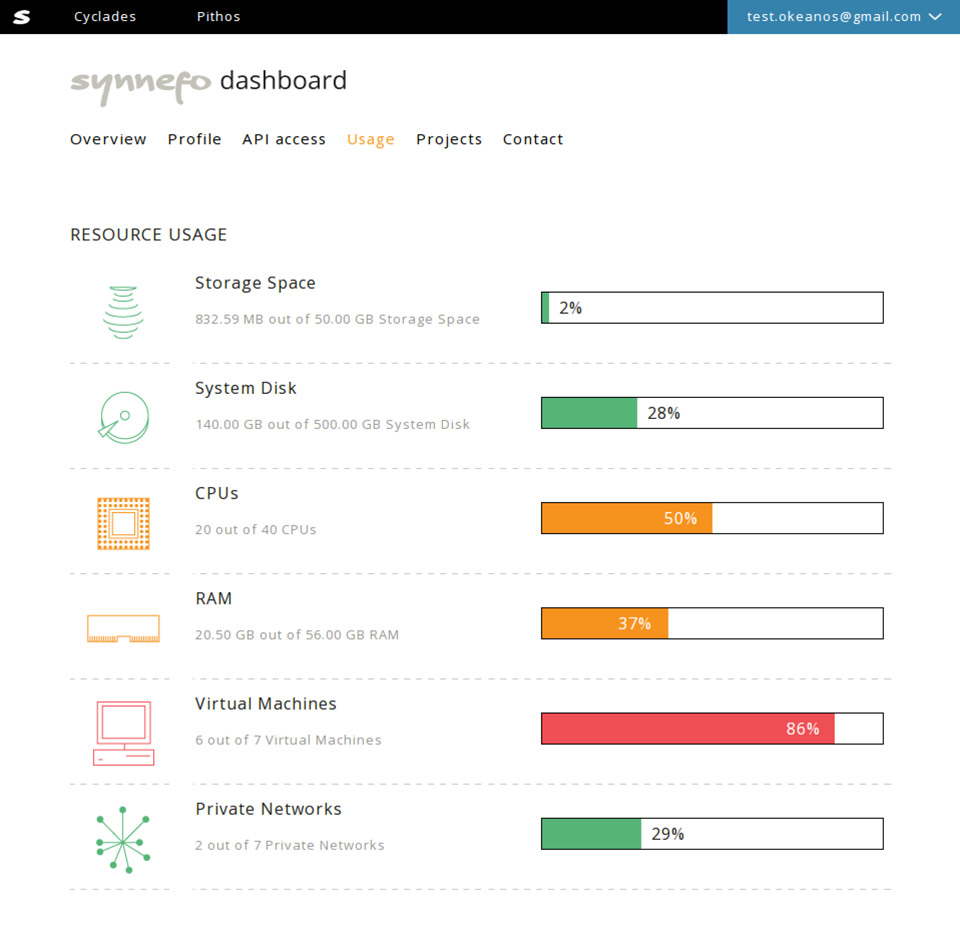 Cyclades Pithos test.okeanos@gmail.com
synnefo dashboard
Overview Profile API access Usage Projects Contact
RESOURCE USAGE
Storage Space
832.59 MB out of 50.00 GB Storage Space
2%
System Disk
140.00 GB out of 500.00 GB System Disk
28%
CPUs
20 out of 40 CPUs
50%
RAM
20.50 GB out of 56.00 GB RAM
37%
Virtual Machines
6 out of 7 Virtual Machines
86%
Private Networks
2 out of 7 Private Networks
29%